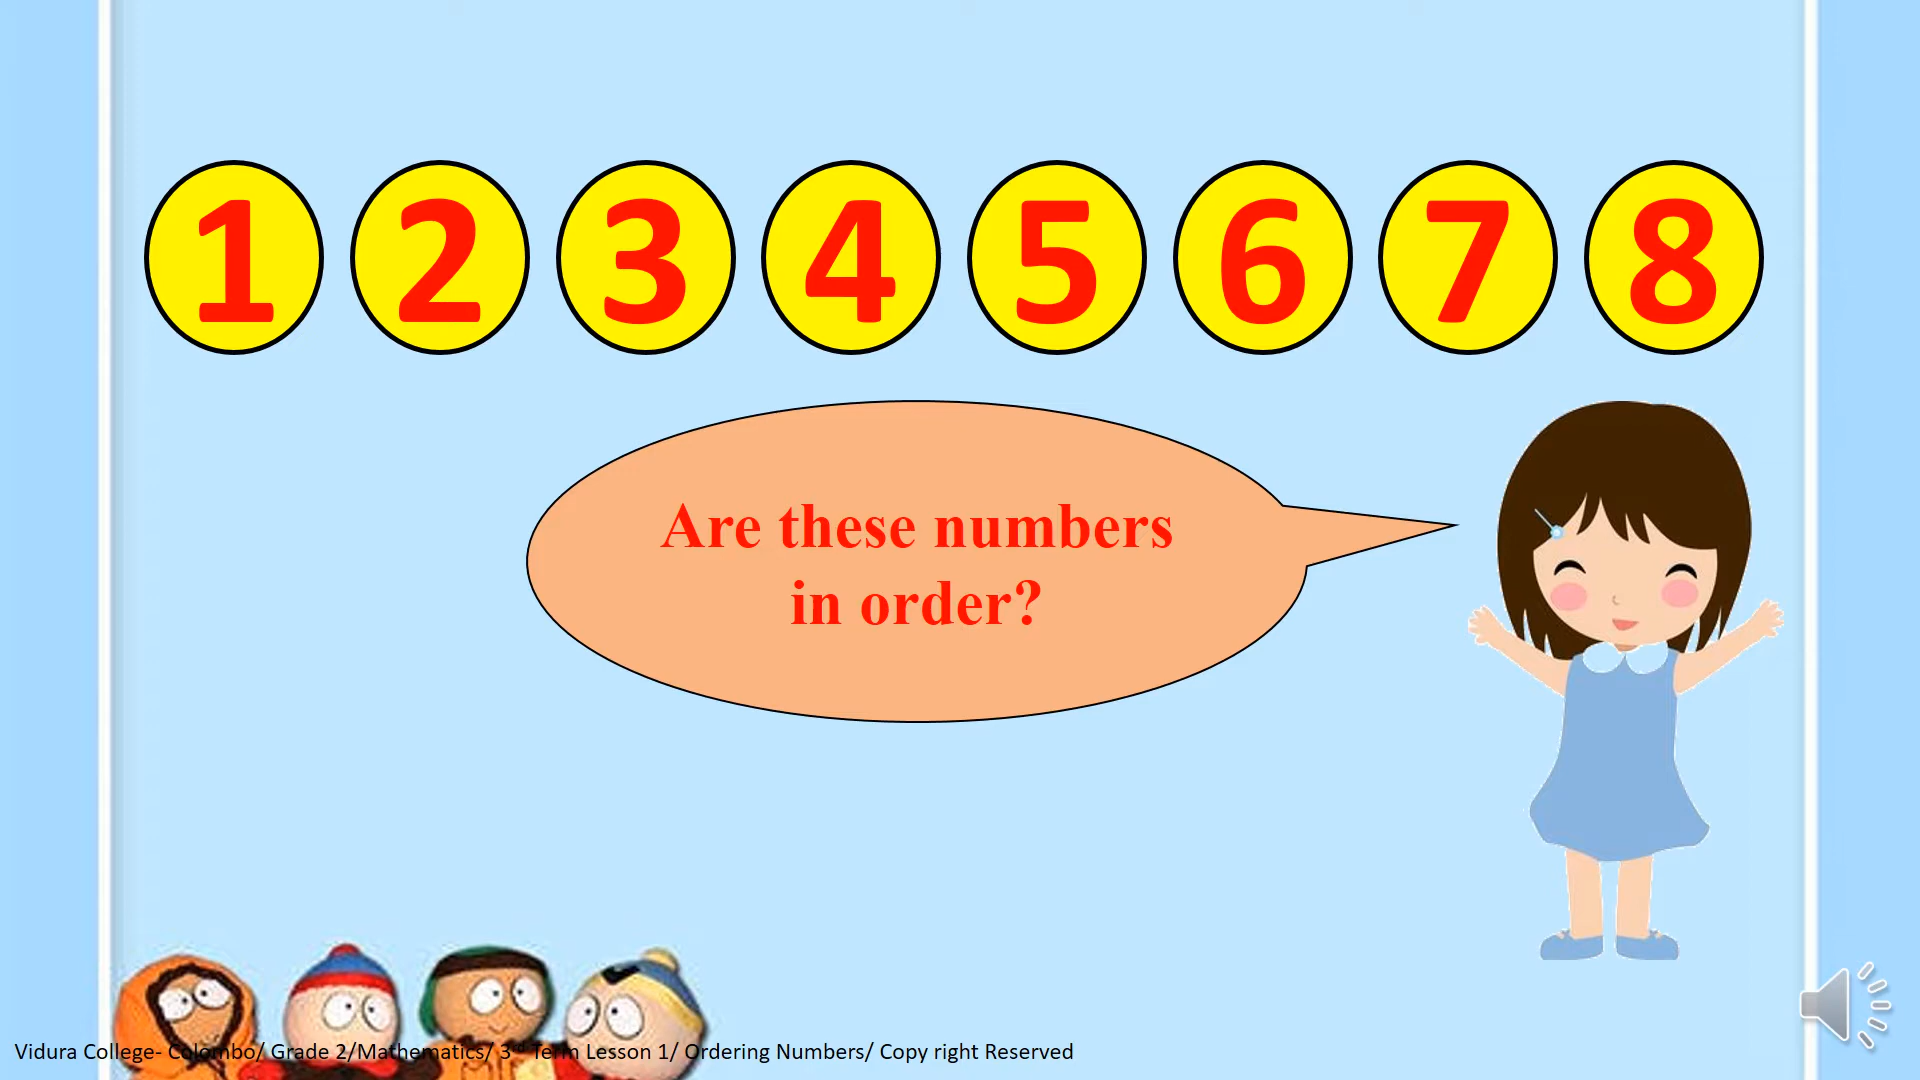 1 2 3 4 5 6 7 8
Are these numbers
in order?
Vidura College- Colombo/ Grade 2/Mathematics/ 3rd Term Lesson 1/ Ordering Numbers/ Copy right Reserved